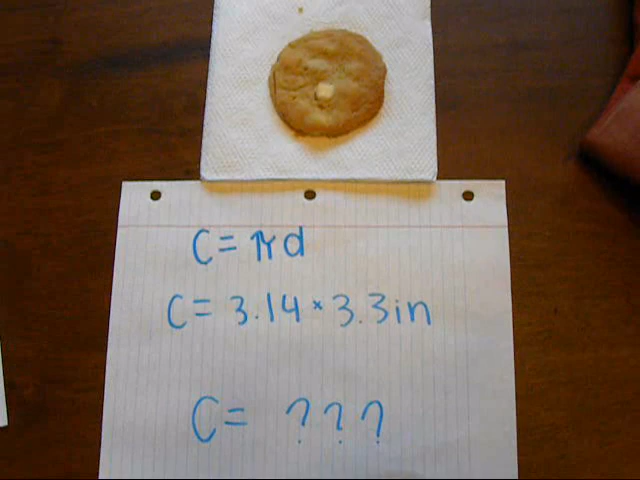 C = πd
C = 3.14 × 3.3in
C = ???